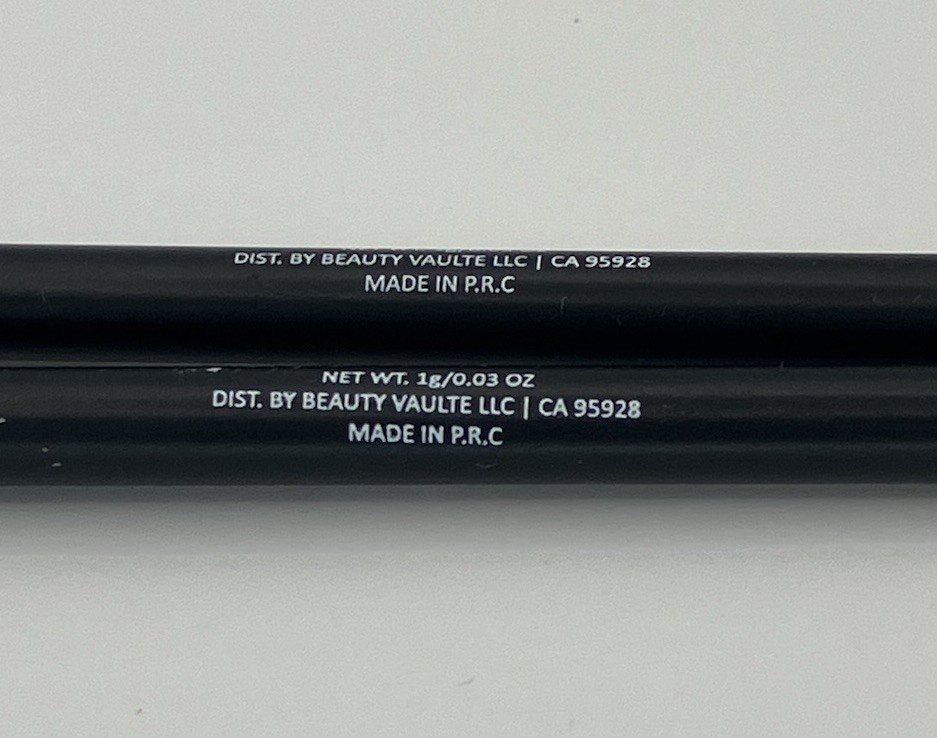 DIST. BY BEAUTY VAULTE LLC | CA 95928
MADE IN P.R.C
NET WT. 1g/0.03 OZ
DIST. BY BEAUTY VAULTE LLC | CA 95928
MADE IN P.R.C